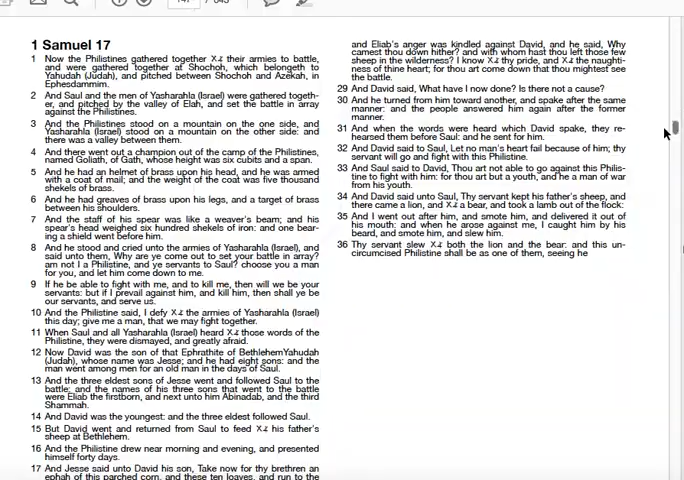 1 Samuel 17
1 Now the Philistines gathered together 𐤀𐤕 their armies to battle,
and were gathered together at Shochoh, which belongeth to
Yahudah (Judah), and pitched between Shochoh and Azekah, in
Ephesdammim.
2 And Saul and the men of Yasharahla (Israel) were gathered togeth-
er, and pitched by the valley of Elah, and set the battle in array
against the Philistines.
3 And the Philistines stood on a mountain on the one side, and
Yasharahla (Israel) stood on a mountain on the other side: and
there was a valley between them.
4 And there went out a champion out of the camp of the Philistines,
named Goliath, of Gath, whose height was six cubits and a span.
5 And he had an helmet of brass upon his head, and he was armed
with a coat of mail; and the weight of the coat was five thousand
shekels of brass.
6 And he had greaves of brass upon his legs, and a target of brass
between his shoulders.
7 And the staff of his spear was like a weaver's beam; and his
spear's head weighed six hundred shekels of iron: and one bear-
ing a shield went before him.
8 And he stood and cried unto the armies of Yasharahla (Israel), and
said unto them, Why are ye come out to set your battle in array?
am not I a Philistine, and ye servants to Saul? choose you a man
for you, and let him come down to me.
9 If he be able to fight with me, and to kill me, then will we be your
servants: but if I prevail against him, and kill him, then shall ye be
our servants, and serve us.
10 And the Philistine said, I defy 𐤀𐤕 the armies of Yasharahla (Israel)
this day; give me a man, that we may fight together.
11 When Saul and all Yasharahla (Israel) heard 𐤀𐤕 those words of the
Philistine, they were dismayed, and greatly afraid.
12 Now David was the son of that Ephrathite of BethlehemYahudah
(Judah), whose name was Jesse; and he had eight sons: and the
man went among men for an old man in the days of Saul.
13 And the three eldest sons of Jesse went and followed Saul to the
battle: and the names of his three sons that went to the battle
were Eliab the firstborn, and next unto him Abinadab, and the third
Shammah.
14 And David was the youngest: and the three eldest followed Saul.
15 But David went and returned from Saul to feed 𐤀𐤕 his father's
sheep at Bethlehem.
16 And the Philistine drew near morning and evening, and presented
himself forty days.
17 And Jesse said unto David his son, Take now for thy brethren an
ephah of this parched corn, and these ten loaves, and run to the
and Eliab's anger was kindled against David, and he said, Why
camest thou down hither? and with whom hast thou left those few
sheep in the wilderness? I know 𐤀𐤕 thy pride, and 𐤀𐤕 the naughti-
ness of thine heart; for thou art come down that thou mightest see
the battle.
29 And David said, What have I now done? Is there not a cause?
30 And he turned from him toward another, and spake after the same
manner: and the people answered him again after the former
manner.
31 And when the words were heard which David spake, they re-
hearsed them before Saul: and he sent for him.
32 And David said to Saul, Let no man's heart fail because of him; thy
servant will go and fight with this Philistine.
33 And Saul said to David, Thou art not able to go against this Philis-
tine to fight with him: for thou art but a youth, and he a man of war
from his youth.
34 And David said unto Saul, Thy servant kept his father's sheep, and
there came a lion, and 𐤀𐤕 a bear, and took a lamb out of the flock:
35 And I went out after him, and smote him, and delivered it out of
his mouth: and when he arose against me, I caught him by his
beard, and smote him, and slew him.
36 Thy servant slew 𐤀𐤕 both the lion and the bear: and this un-
circumcised Philistine shall be as one of them, seeing he